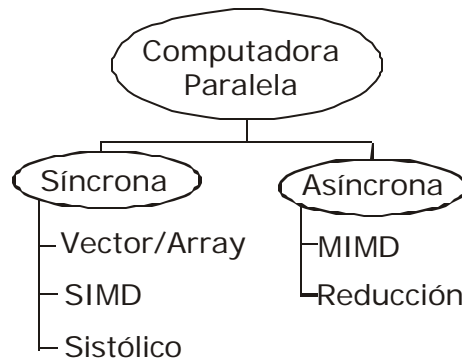 Computadora
Paralela
Síncrona
Vector/Array
SIMD
Sistólico
Asíncrona
MIMD
Reducción